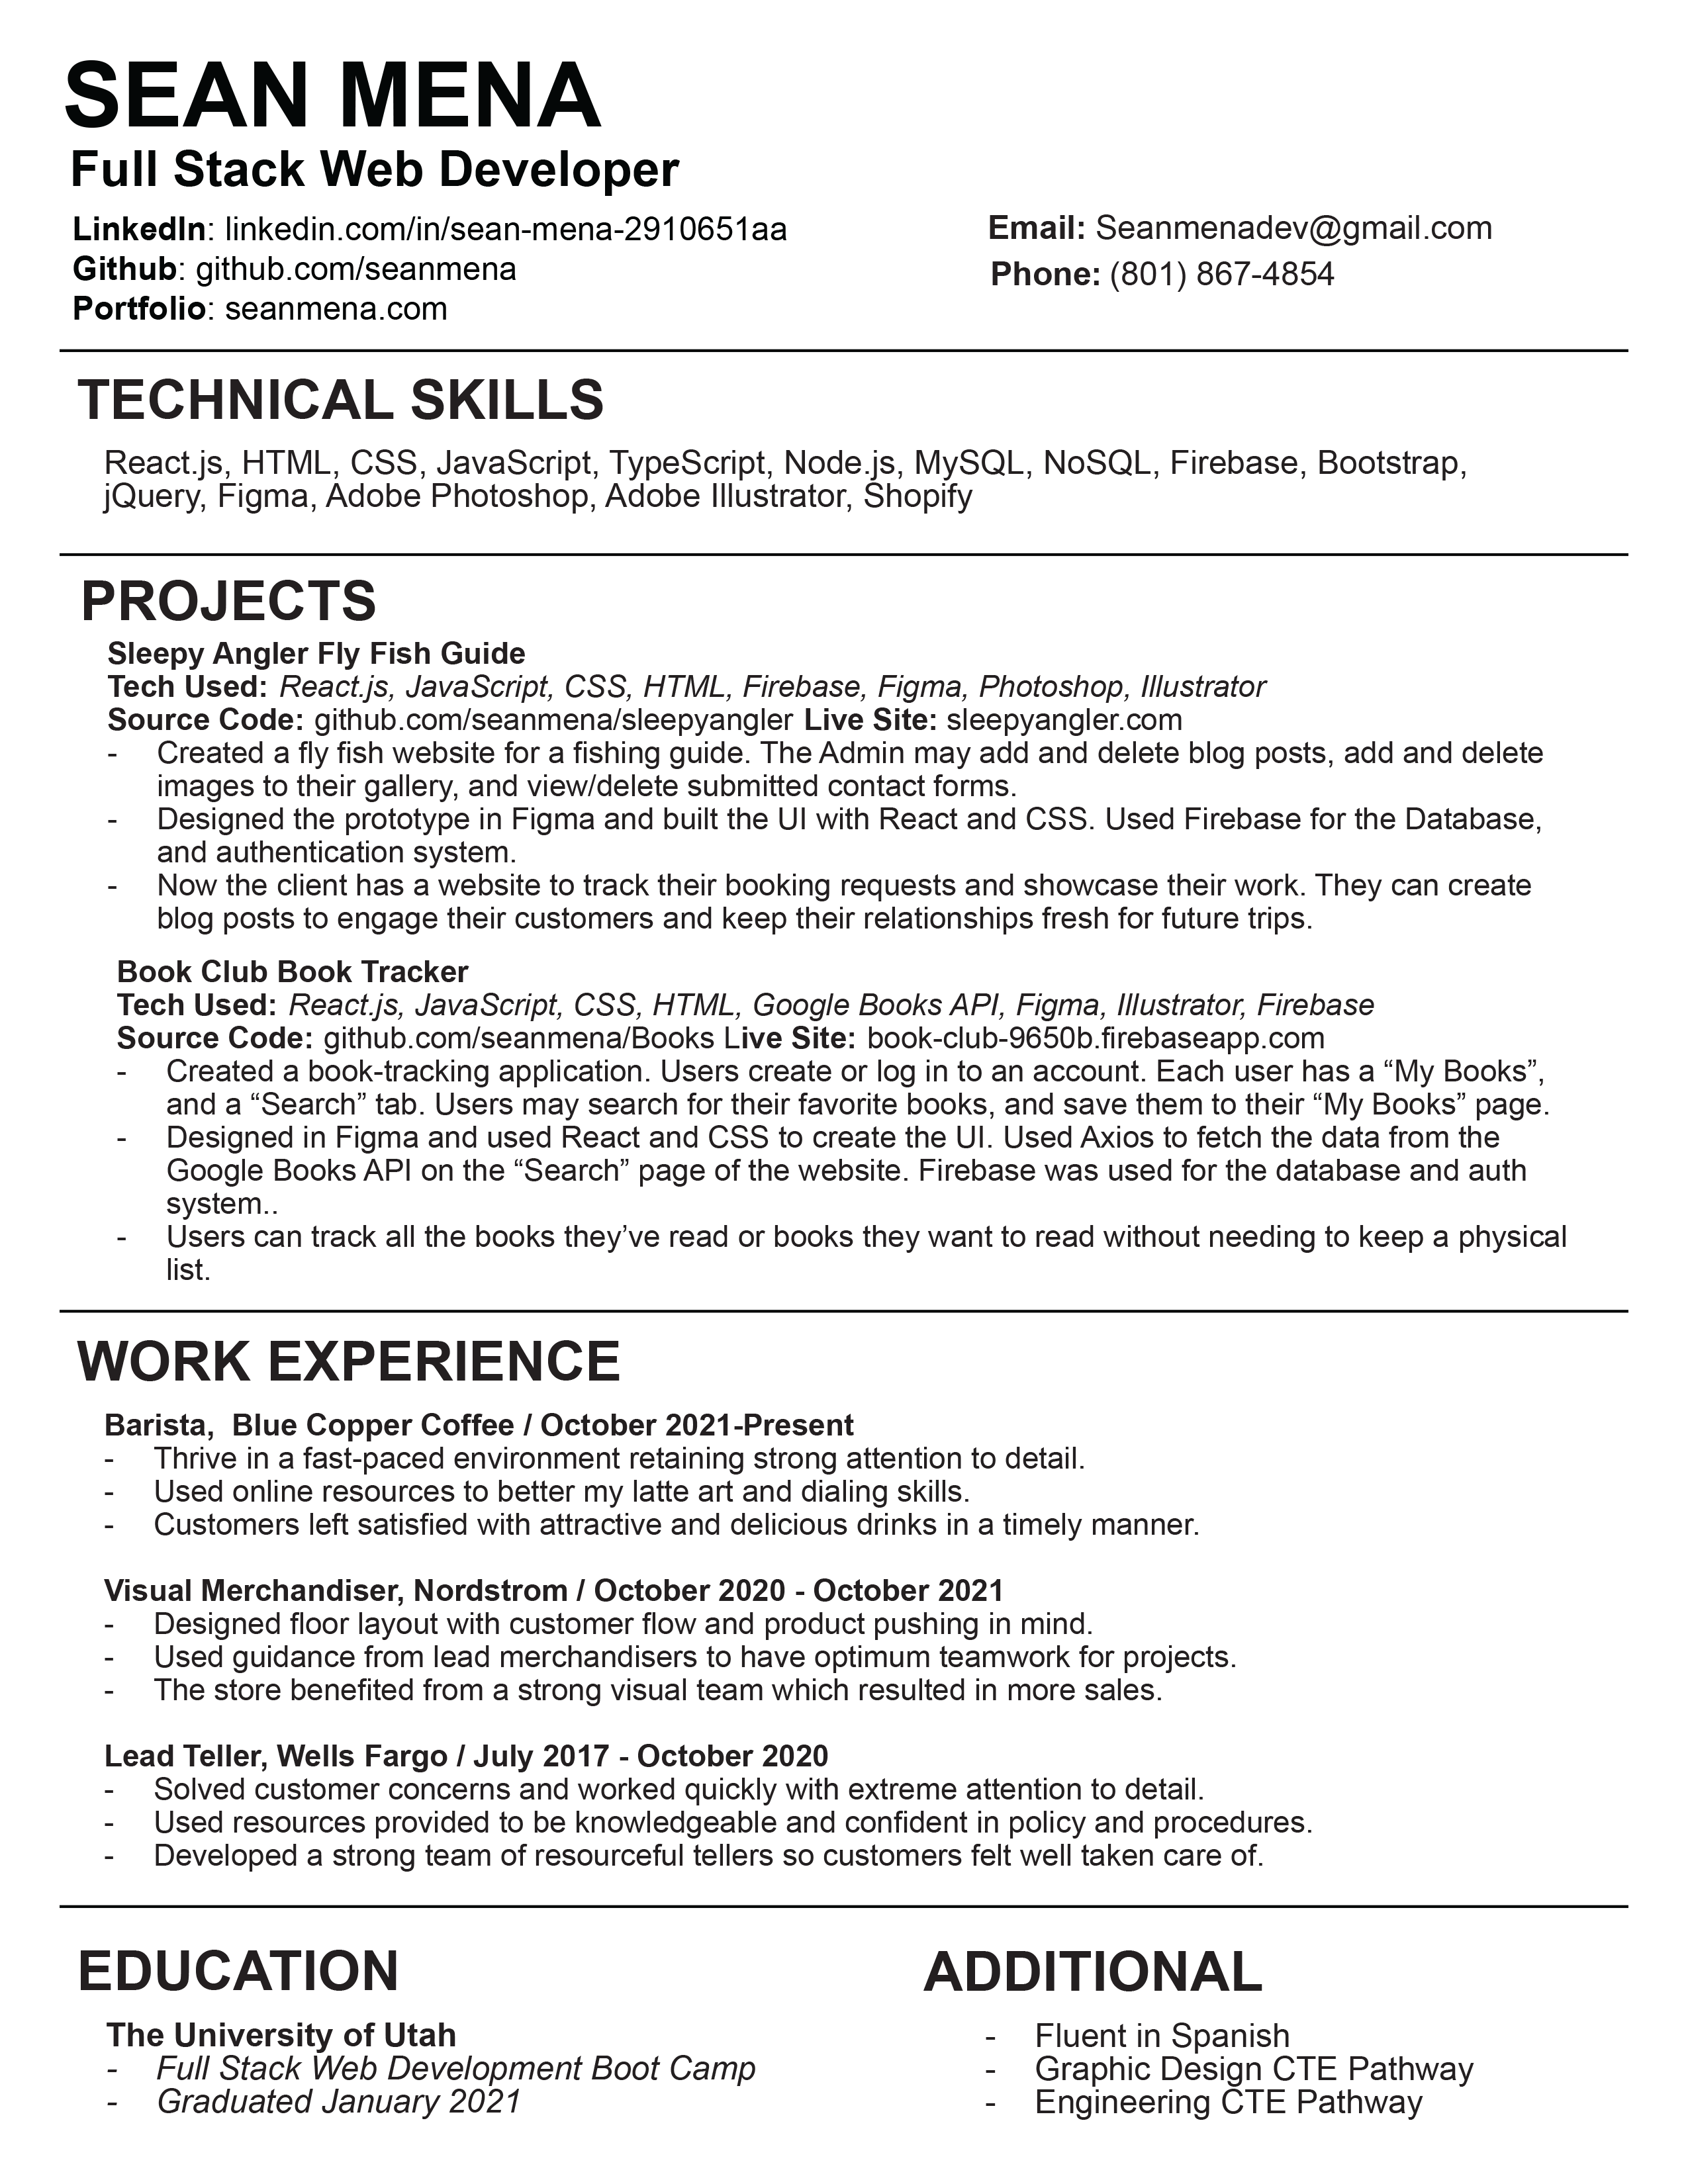 SEAN MENA
Full Stack Web Developer
LinkedIn: linkedin.com/in/sean-mena-2910651aa
Github: github.com/seanmena
Portfolio: seanmena.com
Email: Seanmenadev@gmail.com
Phone: (801) 867-4854
TECHNICAL SKILLS
React.js, HTML, CSS, JavaScript, TypeScript, Node.js, MySQL, NoSQL, Firebase, Bootstrap,
jQuery, Figma, Adobe Photoshop, Adobe Illustrator, Shopify
PROJECTS
Sleepy Angler Fly Fish Guide
Tech Used: React.js, JavaScript, CSS, HTML, Firebase, Figma, Photoshop, Illustrator
Source Code: github.com/seanmena/sleepyangler Live Site: sleepyangler.com
- Created a fly fish website for a fishing guide. The Admin may add and delete blog posts, add and delete
images to their gallery, and view/delete submitted contact forms.
- Designed the prototype in Figma and built the UI with React and CSS. Used Firebase for the Database,
and authentication system.
- Now the client has a website to track their booking requests and showcase their work. They can create
blog posts to engage their customers and keep their relationships fresh for future trips.
Book Club Book Tracker
Tech Used: React.js, JavaScript, CSS, HTML, Google Books API, Figma, Illustrator, Firebase
Source Code: github.com/seanmena/Books Live Site: book-club-9650b.firebaseapp.com
- Created a book-tracking application. Users create or log in to an account. Each user has a “My Books”,
and a “Search” tab. Users may search for their favorite books, and save them to their “My Books” page.
- Designed in Figma and used React and CSS to create the UI. Used Axios to fetch the data from the
Google Books API on the “Search” page of the website. Firebase was used for the database and auth
system..
- Users can track all the books they’ve read or books they want to read without needing to keep a physical
list.
WORK EXPERIENCE
Barista, Blue Copper Coffee / October 2021-Present
- Thrive in a fast-paced environment retaining strong attention to detail.
- Used online resources to better my latte art and dialing skills.
- Customers left satisfied with attractive and delicious drinks in a timely manner.
Visual Merchandiser, Nordstrom / October 2020 - October 2021
- Designed floor layout with customer flow and product pushing in mind.
- Used guidance from lead merchandisers to have optimum teamwork for projects.
- The store benefited from a strong visual team which resulted in more sales.
Lead Teller, Wells Fargo / July 2017 - October 2020
- Solved customer concerns and worked quickly with extreme attention to detail.
- Used resources provided to be knowledgeable and confident in policy and procedures.
- Developed a strong team of resourceful tellers so customers felt well taken care of.
EDUCATION
The University of Utah
- Full Stack Web Development Boot Camp
- Graduated January 2021
ADDITIONAL
- Fluent in Spanish
- Graphic Design CTE Pathway
- Engineering CTE Pathway